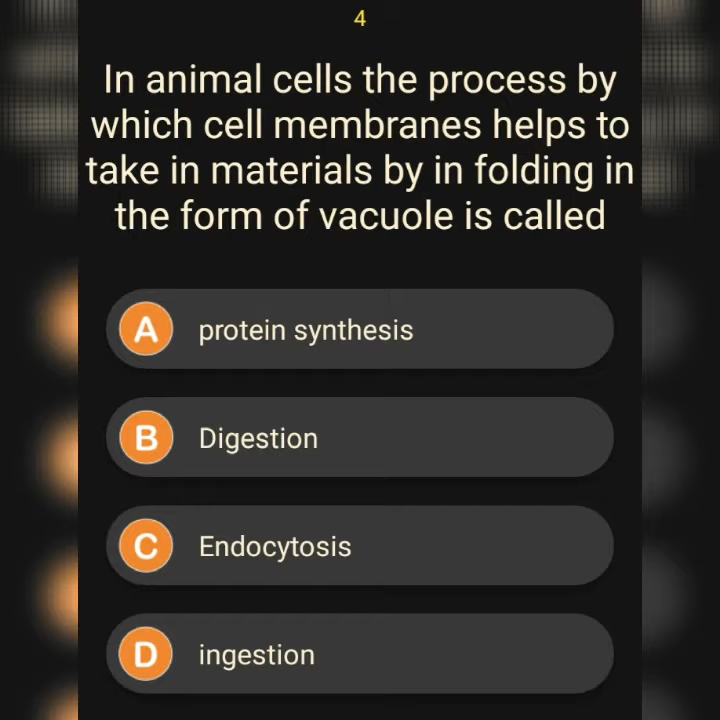 4
In animal cells the process by
which cell membranes helps to
take in materials by in folding in
the form of vacuole is called
A protein synthesis
B Digestion
C Endocytosis
D ingestion